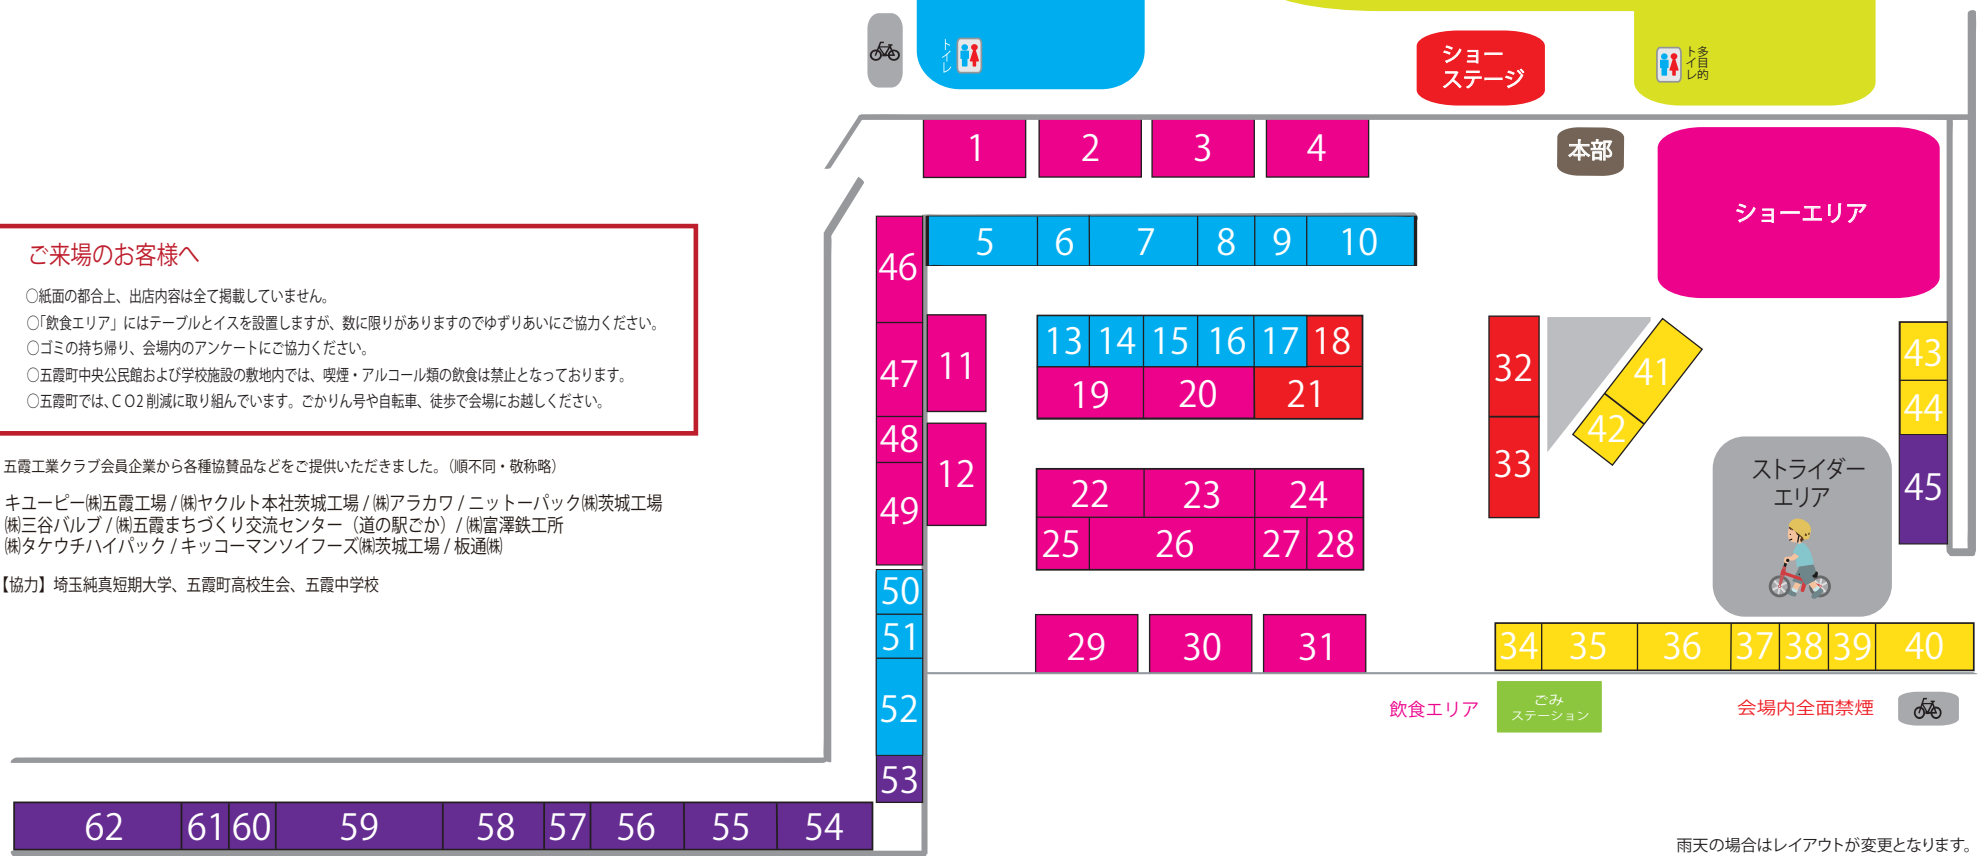 トイレ
ショー
ステージ
多目的
トイレ
1
2
3
4
本部
ショーエリア
5
6
7
8
9
10
46
47
48
49
50
51
52
53
11
12
13
14
15
16
17
18
19
20
21
22
23
24
25
26
27
28
29
30
31
32
33
41
42
43
44
45
ストライダー
エリア
34
35
36
37
38
39
40
飲食エリア
ごみ
ステーション
会場内全面禁煙
ご来場のお客様へ
○紙面の都合上、出店内容は全て掲載していません。
○「飲食エリア」にはテーブルとイスを設置しますが、数に限りがありますのでゆずりあいにご協力ください。
○ゴミの持ち帰り、会場内のアンケートにご協力ください。
○五霞町中央公民館および学校施設の敷地内では、喫煙・アルコール類の飲食は禁止となっております。
○五霞町では、CO2削減に取り組んでいます。ごかりん号や自転車、徒歩で会場にお越しください。
五霞工業クラブ会員企業から各種協賛品などをご提供いただきました。(順不同・敬称略)
キユーピー㈱五霞工場 / ㈱ヤクルト本社茨城工場 / ㈱アラカワ / ニットーパック㈱茨城工場
㈱三谷バルブ / ㈱五霞まちづくり交流センター（道の駅ごか）/ ㈱富澤鉄工所
㈱タケウチハイパック / キッコーマンソイフーズ㈱茨城工場 / 板通㈱
【協力】埼玉純真短期大学、五霞町高校生会、五霞中学校
62
61
60
59
58
57
56
55
54
雨天の場合はレイアウトが変更となります。